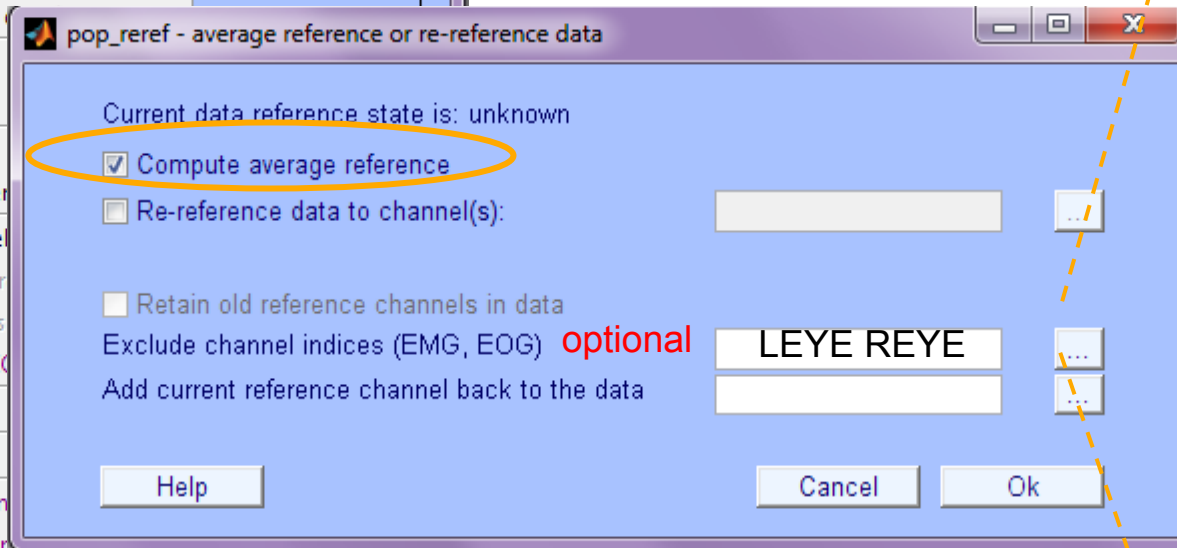 pop_reref - average reference or re-reference data
Current data reference state is: unknown
Compute average reference
Re-reference data to channel(s):
...
Retain old reference channels in data
Exclude channel indices (EMG, EOG) optional LEYE REYE ...
Add current reference channel back to the data ...
Help Cancel Ok